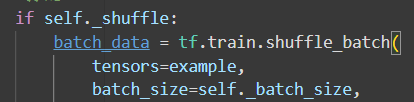 if self._shuffle:
batch_data = tf.train.shuffle_batch(
tensors=example,
batch_size=self._batch_size,